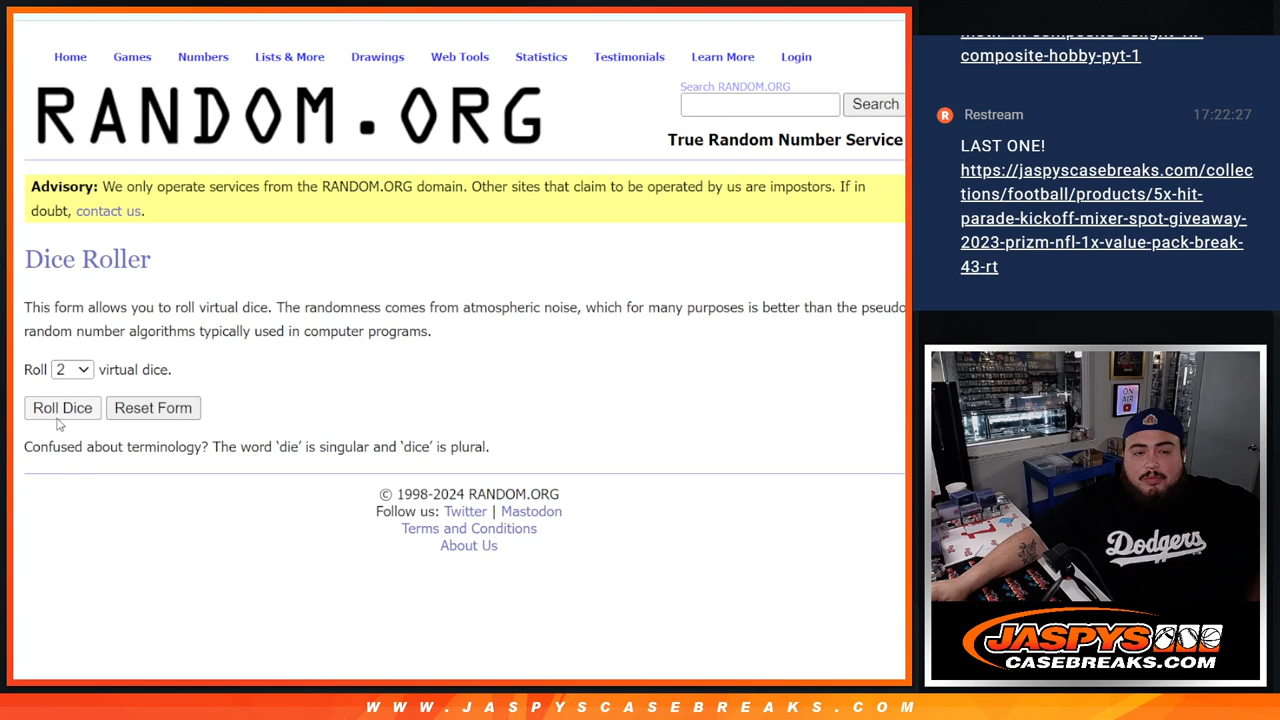 Home Games Numbers Lists & More Drawings Web Tools Statistics Testimonials Learn More Login
RANDOM.ORG
Search RANDOM.ORG
Search
True Random Number Service
Advisory: We only operate services from the RANDOM.ORG domain. Other sites that claim to be operated by us are impostors. If in
doubt, contact us.
Dice Roller
This form allows you to roll virtual dice. The randomness comes from atmospheric noise, which for many purposes is better than the pseudo
random number algorithms typically used in computer programs.
Roll 2 virtual dice.
Roll Dice Reset Form
Confused about terminology? The word ‘die’ is singular and ‘dice’ is plural.
© 1998-2024 RANDOM.ORG
Follow us: Twitter | Mastodon
Terms and Conditions
About Us
composite-hobby-pyt-1
R Restream 17:22:27
LAST ONE!
https://jaspyscasebreaks.com/collec
tions/football/products/5x-hit-
parade-kickoff-mixer-spot-giveaway-
2023-prizm-nfl-1x-value-pack-break-
43-rt
ON
AIR
Dodgers
JASPYS
CASEBREAKS.COM
WWW.JASPYSCASEBREAKS.COM